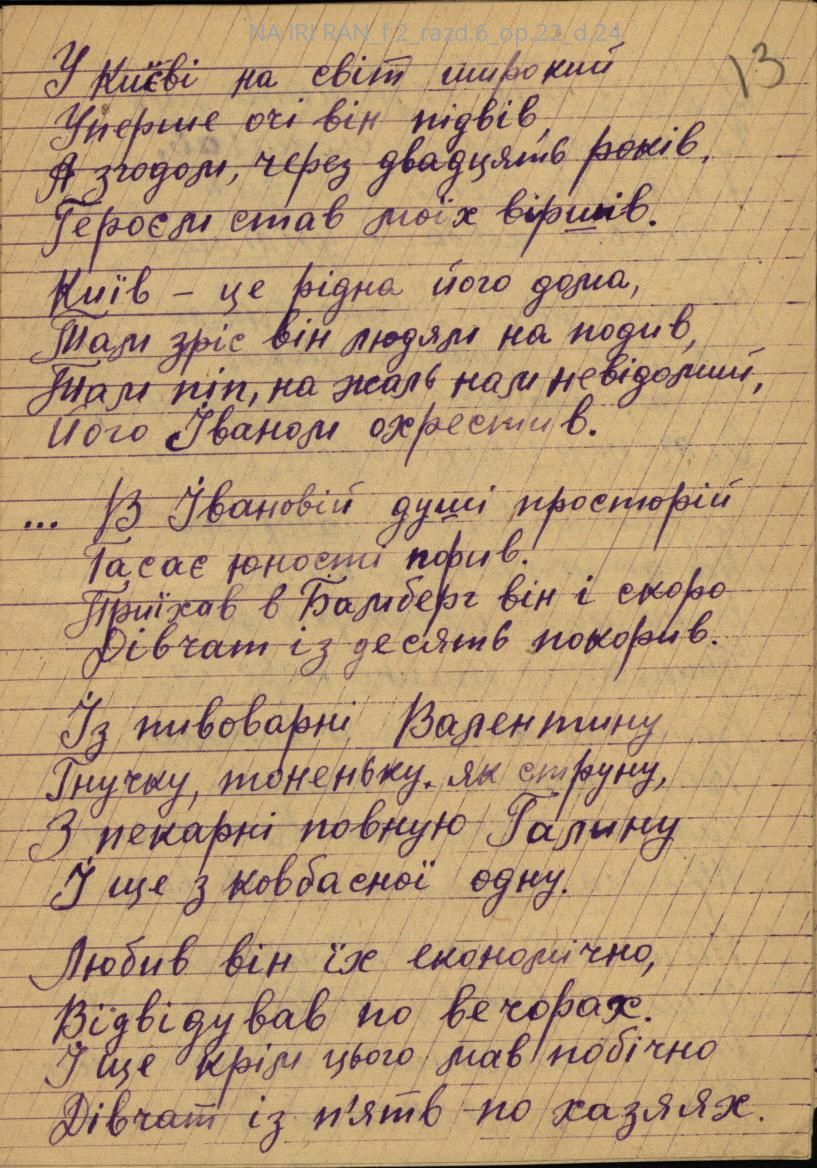 NA IRI RAN_f.2_razd.6_op.22_d.24
13
У Києві на світ широкий
Уперше очі він підвів,
А згодом, через двадцять років,
Героєм став моїх віршів.
Київ – це рідна його дома,
Там зріс він людям на подив,
Там піп, на жаль нам невідомий,
Його Іваном охрестив.
... В Івановій душі просторій
Гасає юності порив.
Приїхав в Бамберг він і скоро
Дівчат із десять покорив.
Із пивоварні Валентину
Гнучку, тоненьку, як струну,
З пекарні повную Галину
І ще з ковбасної одну.
Любив він їх економічно,
Відвідував по вечорах.
І ще крім цього мав побічно
Дівчат із п'ять по хазяях.